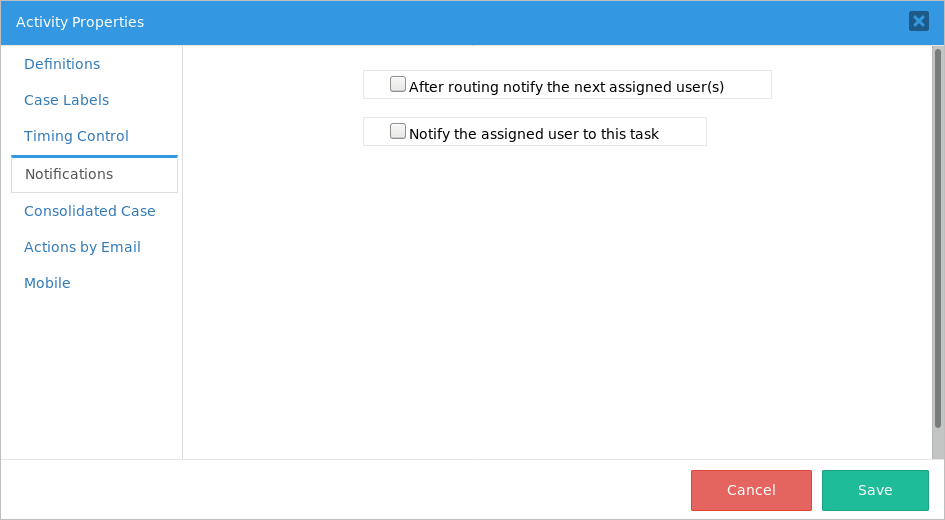 Activity Properties
Definitions
Case Labels
Timing Control
Notifications
Consolidated Case
Actions by Email
Mobile
After routing notify the next assigned user(s)
Notify the assigned user to this task
Cancel
Save